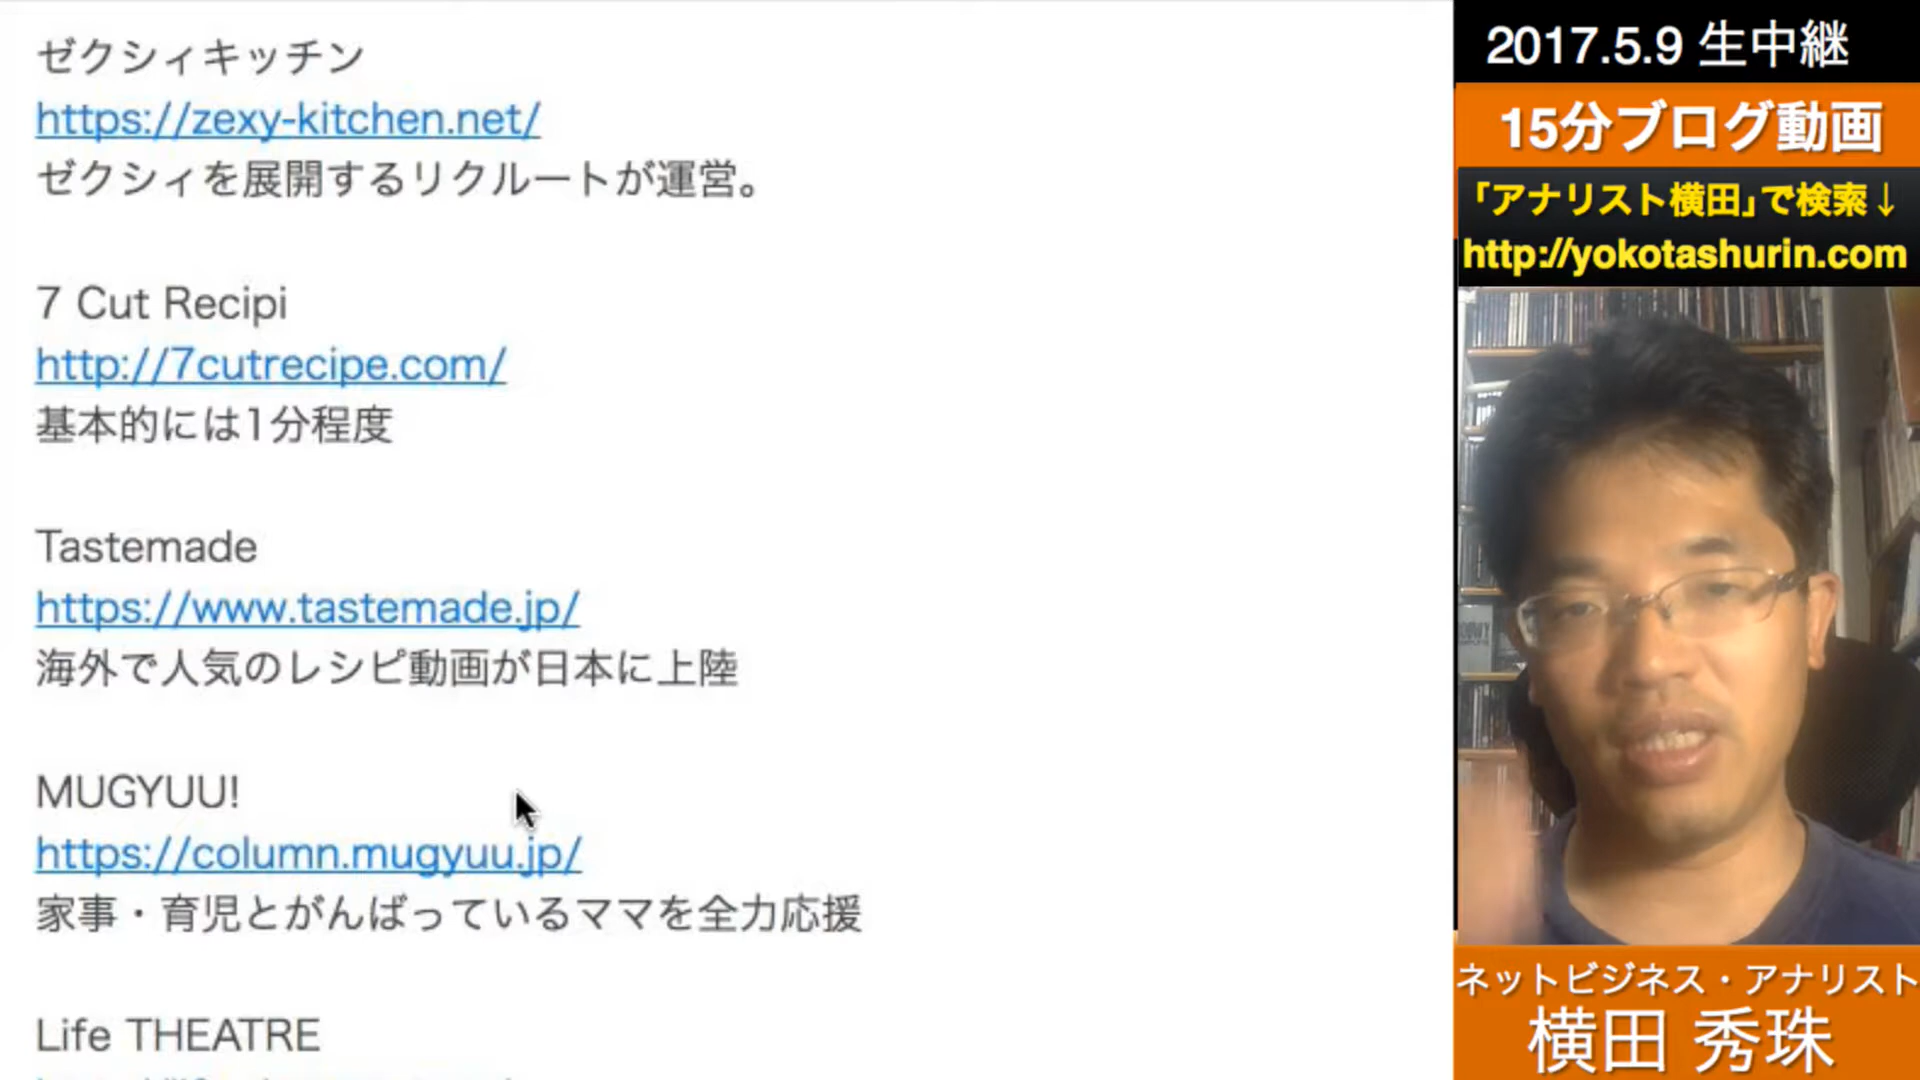 ゼクシィキッチン
https://zexy-kitchen.net/
ゼクシィを展開するリクルートが運営。
7 Cut Recipi
http://7cutrecipe.com/
基本的には1分程度
Tastemade
https://www.tastemade.jp/
海外で人気のレシピ動画が日本に上陸
MUGYUU!
https://column.mugyuu.jp/
家事・育児とがんばっているママを全力応援
Life THEATRE
2017.5.9 生中継
15分ブログ動画
「アナリスト横田」で検索↓
http://yokotashurin.com
ネットビジネス・アナリスト
横田 秀珠